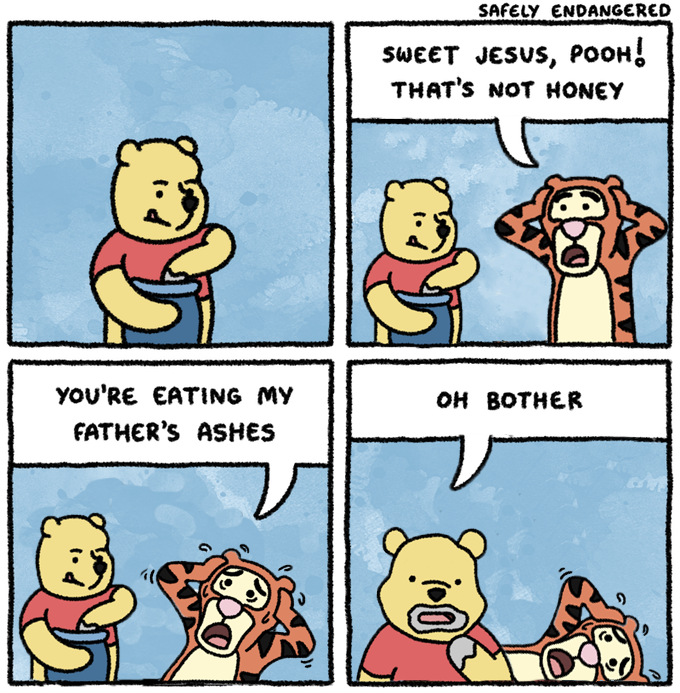 SAFELY ENDANGERED
SWEET JESUS, POOH!
THAT'S NOT HONEY
YOU'RE EATING MY
FATHER'S ASHES
OH BOTHER